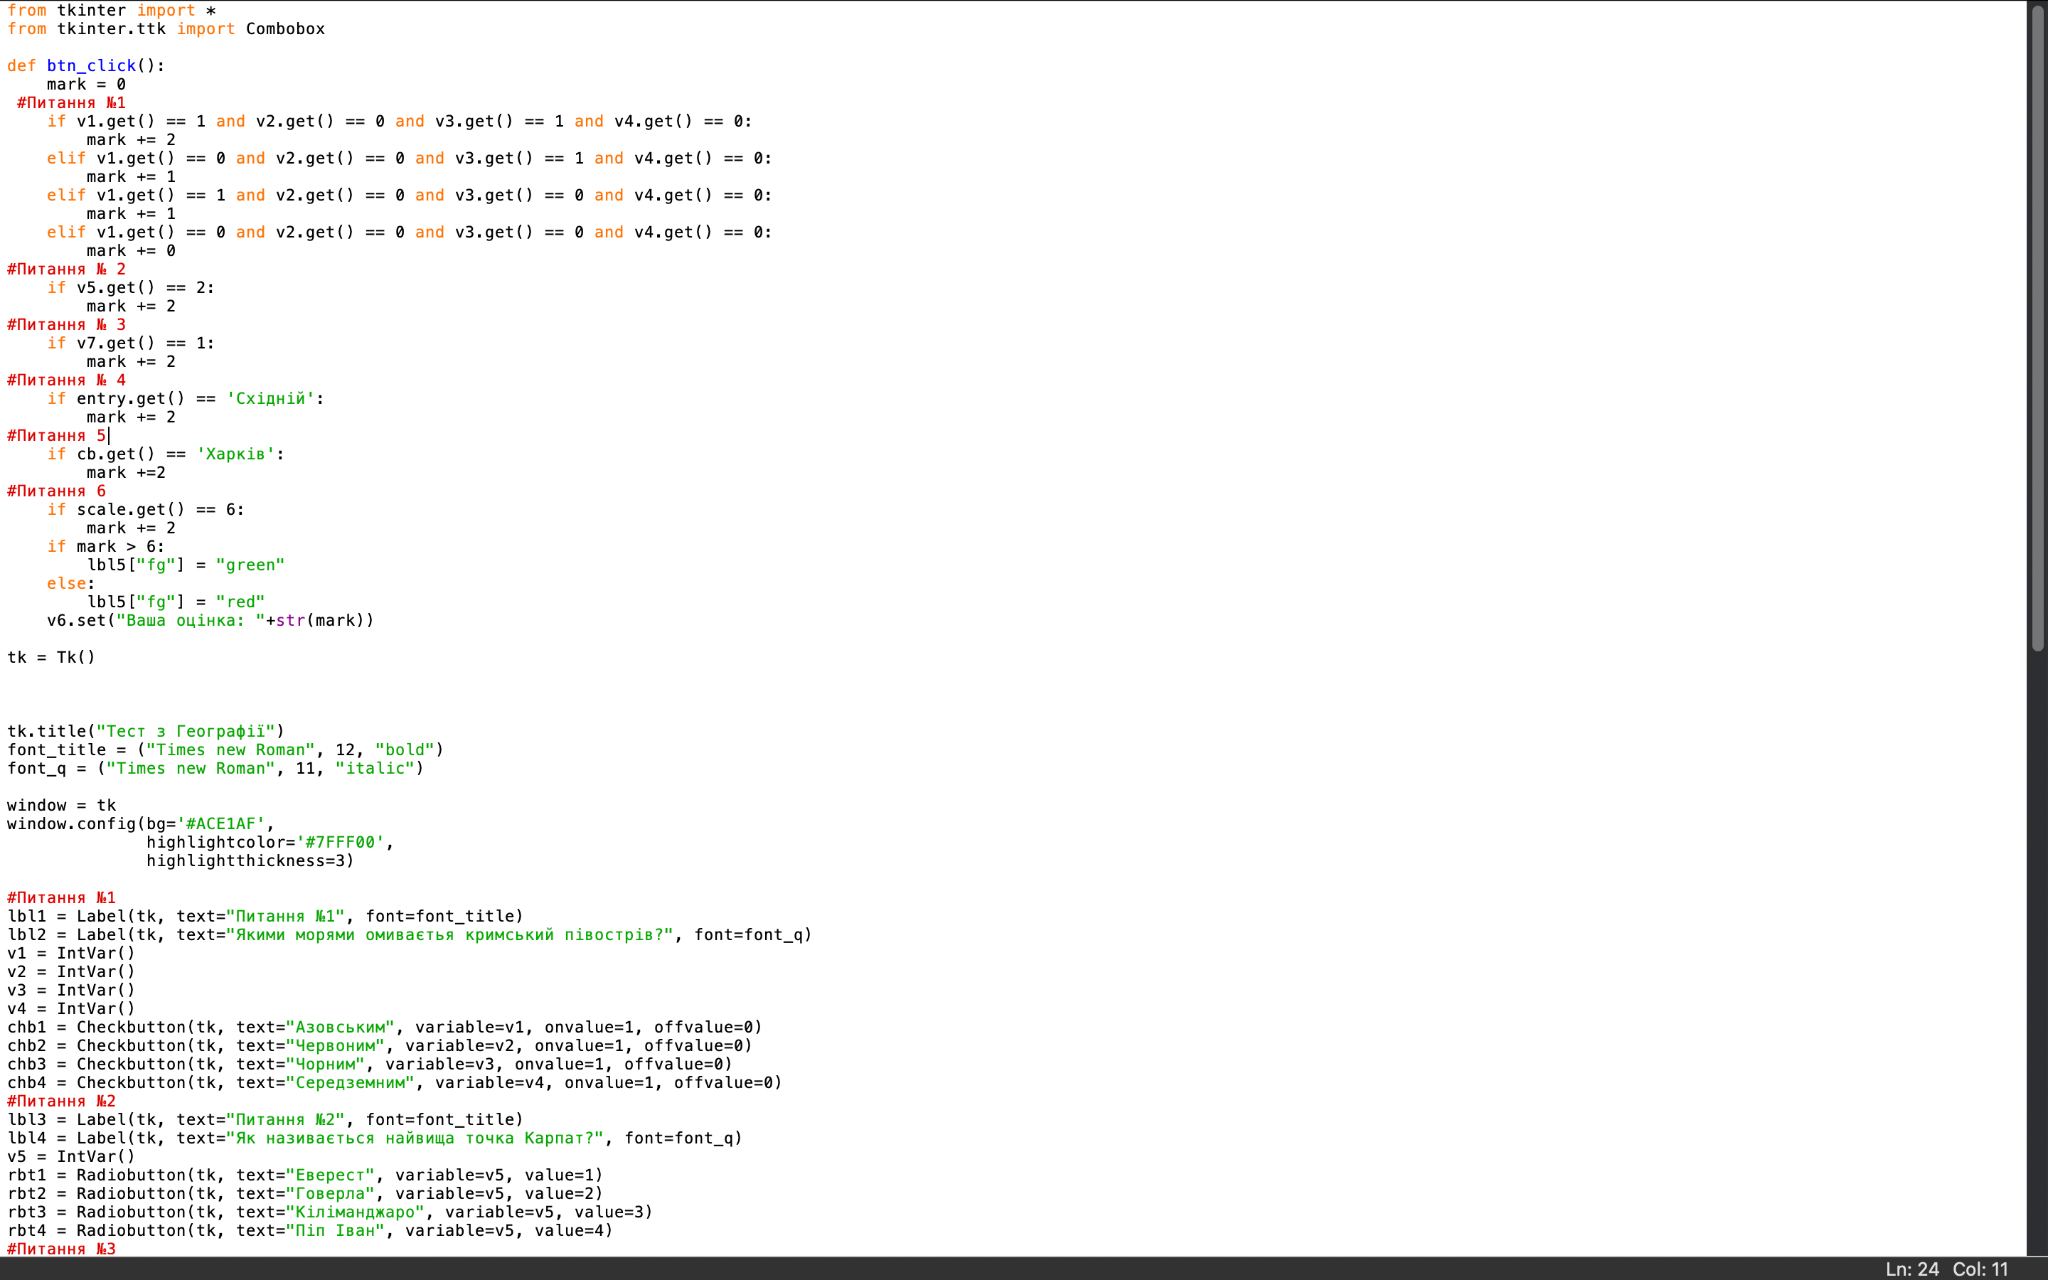 from tkinter import *
from tkinter.ttk import Combobox

def btn_click():
    mark = 0
 #Питання №1
    if v1.get() == 1 and v2.get() == 0 and v3.get() == 1 and v4.get() == 0:
        mark += 2
    elif v1.get() == 0 and v2.get() == 0 and v3.get() == 1 and v4.get() == 0:
        mark += 1
    elif v1.get() == 1 and v2.get() == 0 and v3.get() == 0 and v4.get() == 0:
        mark += 1
    elif v1.get() == 0 and v2.get() == 0 and v3.get() == 0 and v4.get() == 0:
        mark += 0
#Питання № 2
    if v5.get() == 2:
        mark += 2
#Питання № 3
    if v7.get() == 1:
        mark += 2
#Питання № 4
    if entry.get() == 'Східній':
        mark += 2
#Питання 5
    if cb.get() == 'Харків':
        mark +=2
#Питання 6
    if scale.get() == 6:
        mark += 2
    if mark > 6:
        lbl5["fg"] = "green"
    else:
        lbl5["fg"] = "red"
    v6.set("Ваша оцінка: "+str(mark))

tk = Tk()

tk.title("Тест з Географії")
font_title = ("Times new Roman", 12, "bold")
font_q = ("Times new Roman", 11, "italic")

window = tk
window.config(bg='#ACE1AF',
              highlightcolor='#7FFF00',
              highlightthickness=3)

#Питання №1
lbl1 = Label(tk, text="Питання №1", font=font_title)
lbl2 = Label(tk, text="Якими морями омиваєтья кримський півострів?", font=font_q)
v1 = IntVar()
v2 = IntVar()
v3 = IntVar()
v4 = IntVar()
chb1 = Checkbutton(tk, text="Азовським", variable=v1, onvalue=1, offvalue=0)
chb2 = Checkbutton(tk, text="Червоним", variable=v2, onvalue=1, offvalue=0)
chb3 = Checkbutton(tk, text="Чорним", variable=v3, onvalue=1, offvalue=0)
chb4 = Checkbutton(tk, text="Середземним", variable=v4, onvalue=1, offvalue=0)
#Питання №2
lbl3 = Label(tk, text="Питання №2", font=font_title)
lbl4 = Label(tk, text="Як називається найвища точка Карпат?", font=font_q)
v5 = IntVar()
rbt1 = Radiobutton(tk, text="Еверест", variable=v5, value=1)
rbt2 = Radiobutton(tk, text="Говерла", variable=v5, value=2)
rbt3 = Radiobutton(tk, text="Кіліманджаро", variable=v5, value=3)
rbt4 = Radiobutton(tk, text="Піп Іван", variable=v5, value=4)
#Питання №3
Ln: 24 Col: 11